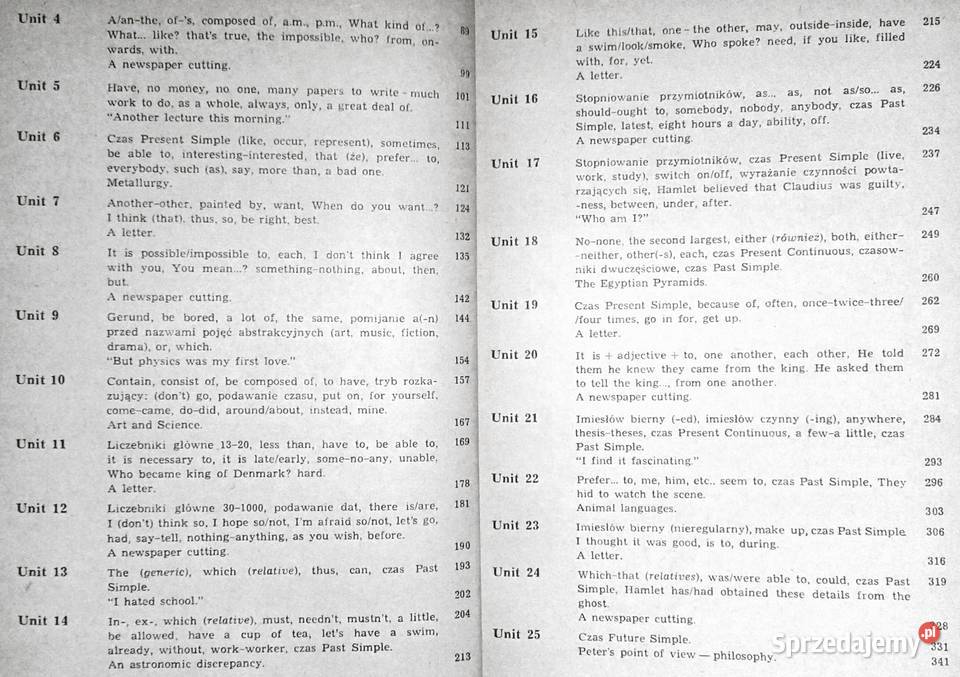 Unit 4 A/an-the, of-'s, composed of, a.m., p.m., What kind of...? 89
What... like? that's true, the impossible, who? from, on-
wards, with.
A newspaper cutting. 99
Unit 5 Have, no money, no one, many papers to write - much 101
work to do, as a whole, always, only, a great deal of.
"Another lecture this morning." 111
Unit 6 Czas Present Simple (like, occur, represent), sometimes, 113
be able to, interesting-interested, that (że), prefer... to,
everybody, such (as), say, more than, a bad one.
Metallurgy. 121
Unit 7 Another-other, painted by, want, When do you want...? 124
I think (that), thus, so, be right, best.
A letter. 132
Unit 8 It is possible/impossible to, each, I don't think I agree 135
with you, You mean...? something-nothing, about, then,
but.
A newspaper cutting. 142
Unit 9 Gerund, be bored, a lot of, the same, pomijanie a(-n) 144
przed nazwami pojęć abstrakcyjnych (art, music, fiction,
drama), or, which.
"But physics was my first love." 154
Unit 10 Contain, consist of, be composed of, to have, tryb rozka- 157
zujący: (don't) go, podawanie czasu, put on, for yourself,
come-came, do-did, around/about, instead, mine.
Art and Science. 167
Unit 11 Liczebniki główne 13-20, less than, have to, be able to, 169
it is necessary to, it is late/early, some-no-any, unable,
Who became king of Denmark? hard.
A letter. 178
Unit 12 Liczebniki główne 30-1000, podawanie dat, there is/are, 181
I (don't) think so, I hope so/not, I'm afraid so/not, let's go,
had, say-tell, nothing-anything, as you wish, before.
A newspaper cutting. 190
Unit 13 The (generic), which (relative), thus, can, czas Past 193
Simple.
"I hated school." 202
Unit 14 In-, ex-, which (relative), must, needn't, mustn't, a little, 204
be allowed, have a cup of tea, let's have a swim,
already, without, work-worker, czas Past Simple.
An astronomic discrepancy. 213
Unit 15 Like this/that, one - the other, may, outside-inside, have 215
a swim/look/smoke, Who spoke? need, if you like, filled
with, for, yet. 224
A letter.
Unit 16 Stopniowanie przymiotników, as... as, not as/so... as, 226
should-ought to, somebody, nobody, anybody, czas Past
Simple, latest, eight hours a day, ability, off.
A newspaper cutting. 234
Unit 17 Stopniowanie przymiotników, czas Present Simple (live, 237
work, study), switch on/off, wyrażanie czynności powta-
rzających się, Hamlet believed that Claudius was guilty,
-ness, between, under, after.
"Who am I?" 247
Unit 18 No-none, the second largest, either (również), both, either- 249
-neither, other(-s), each, czas Present Continuous, czasow-
niki dwuczęściowe, czas Past Simple.
The Egyptian Pyramids. 260
Unit 19 Czas Present Simple, because of, often, once-twice-three/ 262
/four times, go in for, get up.
A letter. 269
Unit 20 It is + adjective + to, one another, each other, He told 272
them he knew they came from the king. He asked them
to tell the king..., from one another.
A newspaper cutting. 281
Unit 21 Imiesłów bierny (-ed), imiesłów czynny (-ing), anywhere, 284
thesis-theses, czas Present Continuous, a few-a little, czas
Past Simple.
"I find it fascinating." 293
Unit 22 Prefer... to, me, him, etc.. seem to, czas Past Simple, They 296
hid to watch the scene.
Animal languages. 303
Unit 23 Imiesłów bierny (nieregularny), make up, czas Past Simple 306
I thought it was good, is to, during.
A letter. 316
Unit 24 Which-that (relatives), was/were able to, could, czas Past 319
Simple, Hamlet has/had obtained these details from the
ghost.
A newspaper cutting. 328
Unit 25 Czas Future Simple. 331
Peter's point of view — philosophy. 341
Sprzedajemy .pl